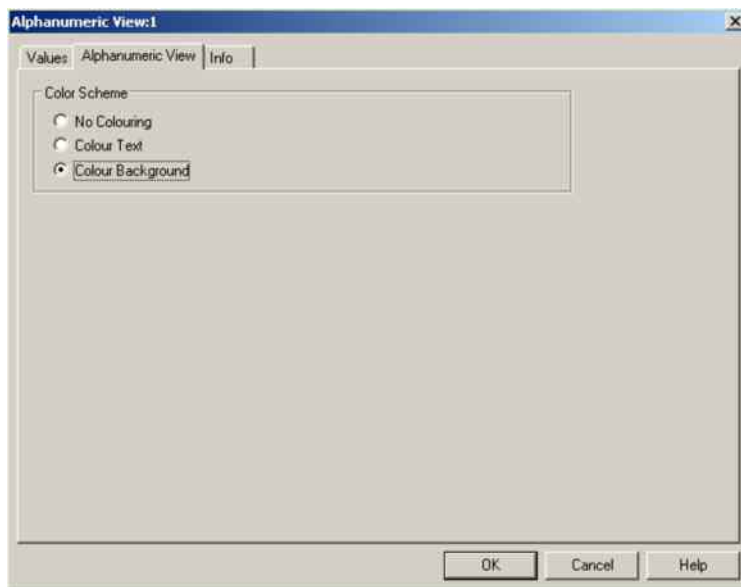 Alphanumeric View:1
Values Alphanumeric View Info
Color Scheme
No Colouring
Colour Text
Colour Background
OK Cancel Help